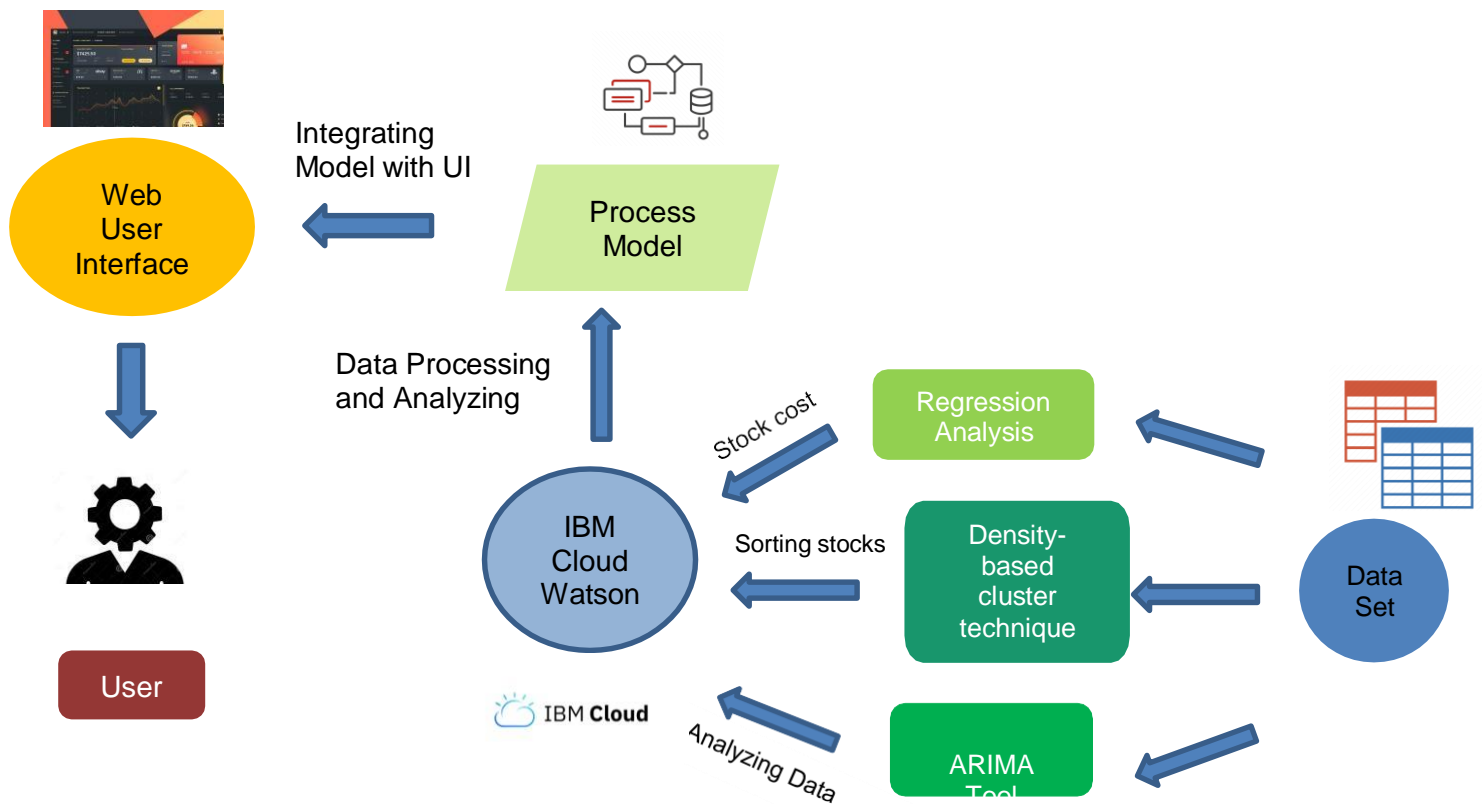 Integrating
Model with UI
Web
User
Interface
Process
Model
Data Processing
and Analyzing
Stock cost
Regression
Analysis
IBM
Cloud
Watson
Sorting stocks
Density-
based
cluster
technique
Data
Set
User
IBM Cloud
Analyzing Data
ARIMA
Tool